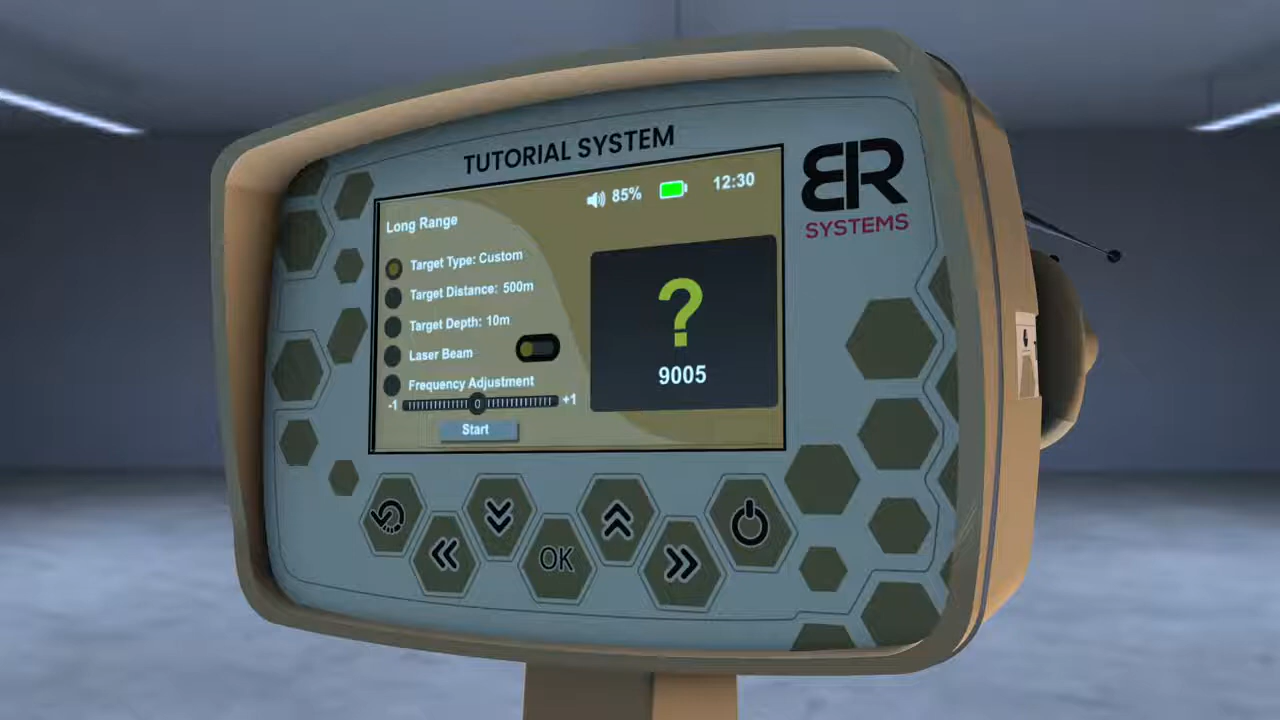 TUTORIAL SYSTEM
BR
SYSTEMS
85%
12:30
Long Range
Target Type: Custom
Target Distance: 500m
Target Depth: 10m
Laser Beam
Frequency Adjustment
-1
0
+1
Start
?
9005
OK